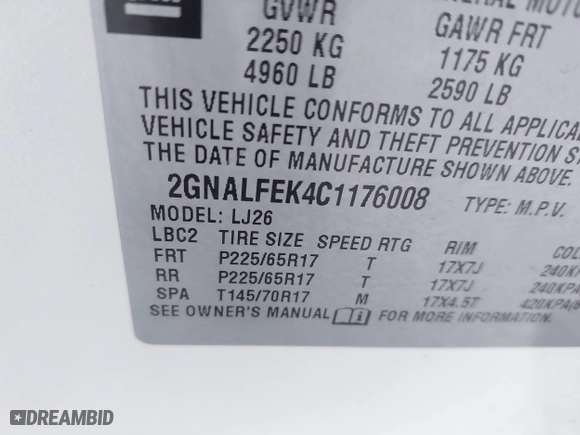 GVWR
GAWR FRT
2250 KG
1175 KG
4960 LB
2590 LB
THIS VEHICLE CONFORMS TO ALL
VEHICLE SAFETY AND THEFT PREVENTION
THE DATE OF MANUFACTURE SHOWN ABOVE.
2GNALFEK4C1176008 TYPE: M.P.V.
MODEL: LJ26
LBC2 TIRE SIZE SPEED RTG RIM
FRT P225/65R17 T 17X7J
RR P225/65R17 T 17X7J
SPA T145/70R17 M 17X4.5T
SEE OWNER'S MANUAL FOR MORE INFORMATION.
DREAMBID